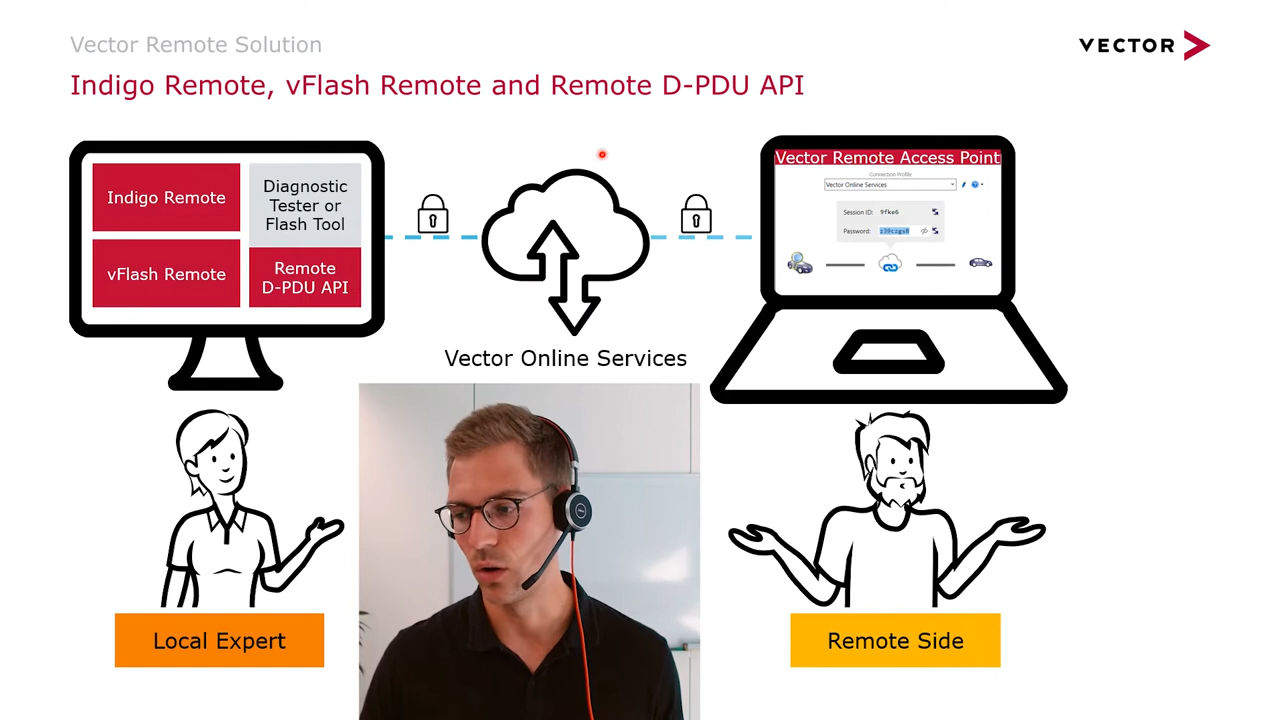 Vector Remote Solution
VECTOR
Indigo Remote, vFlash Remote and Remote D-PDU API
Indigo Remote
vFlash Remote
Diagnostic
Tester or
Flash Tool
Remote
D-PDU API
Vector Online Services
Vector Remote Access Point
Connection Profile
Vector Online Services
Session ID: 9fke6
Password: z39czgs8
Local Expert
Remote Side